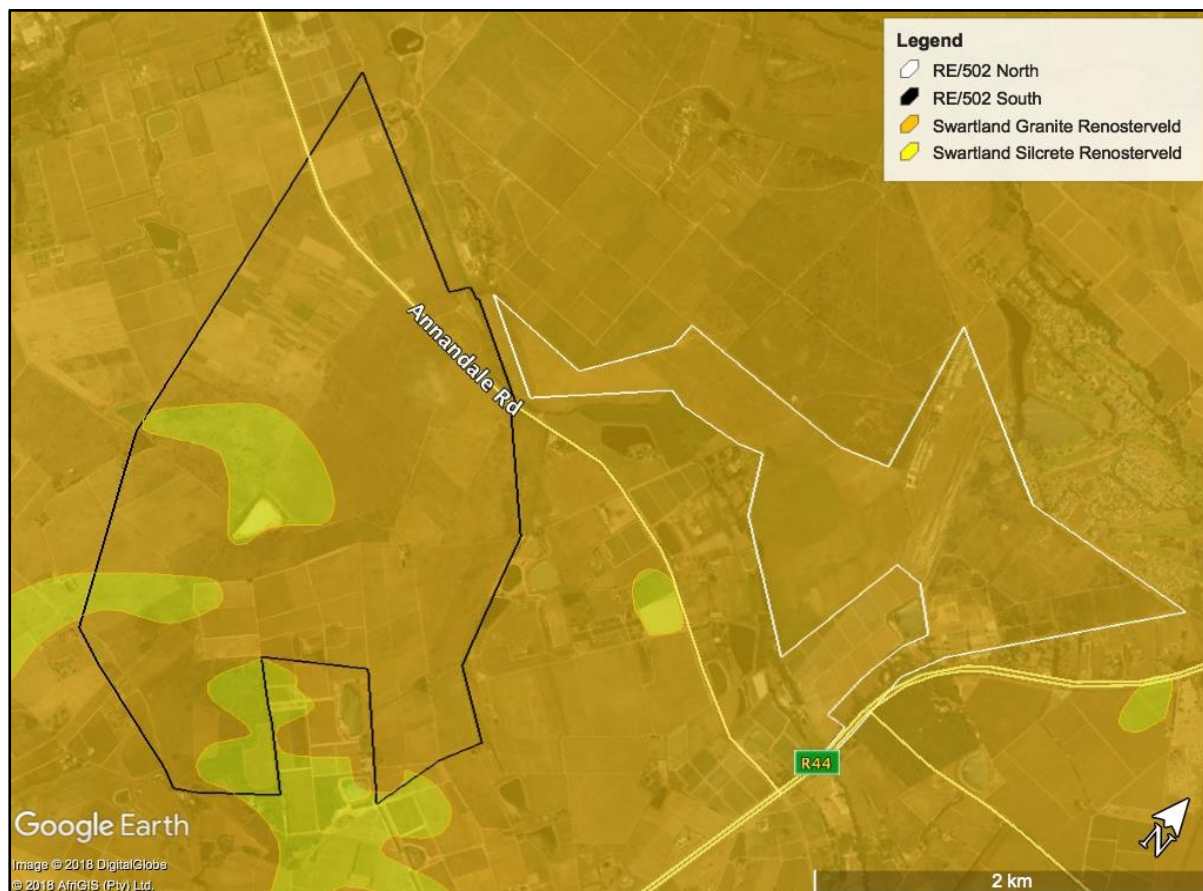 Legend
RE/502 North
RE/502 South
Swartland Granite Renosterveld
Swartland Silcrete Renosterveld
Annandale Rd
R44
Google Earth
Image © 2018 DigitalGlobe
© 2018 AfriGIS (Pty) Ltd.
N
2 km